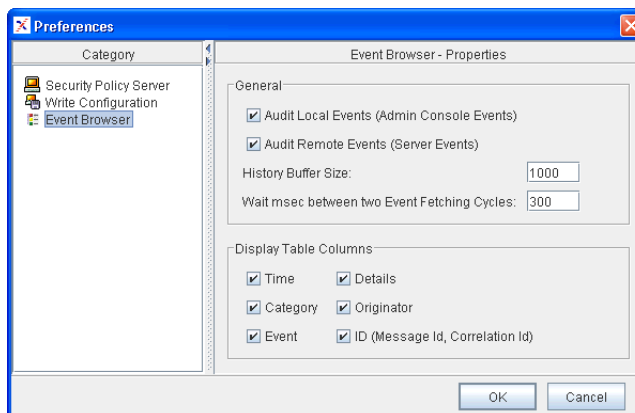 Preferences
Category
Event Browser - Properties
Security Policy Server
Write Configuration
Event Browser
General
Audit Local Events (Admin Console Events)
Audit Remote Events (Server Events)
History Buffer Size: 1000
Wait msec between two Event Fetching Cycles: 300
Display Table Columns
Time Details
Category Originator
Event ID (Message Id, Correlation Id)
OK Cancel